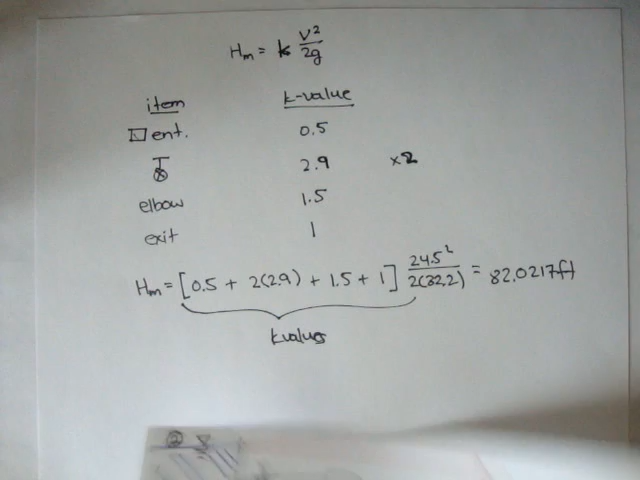 Hm = k V²/2g
item k-value
ent. 0.5
2.9 x2
elbow 1.5
exit 1
Hm = [0.5 + 2(2.9) + 1.5 + 1] 24.5²/2(32.2) = 82.0217ft
kvalues